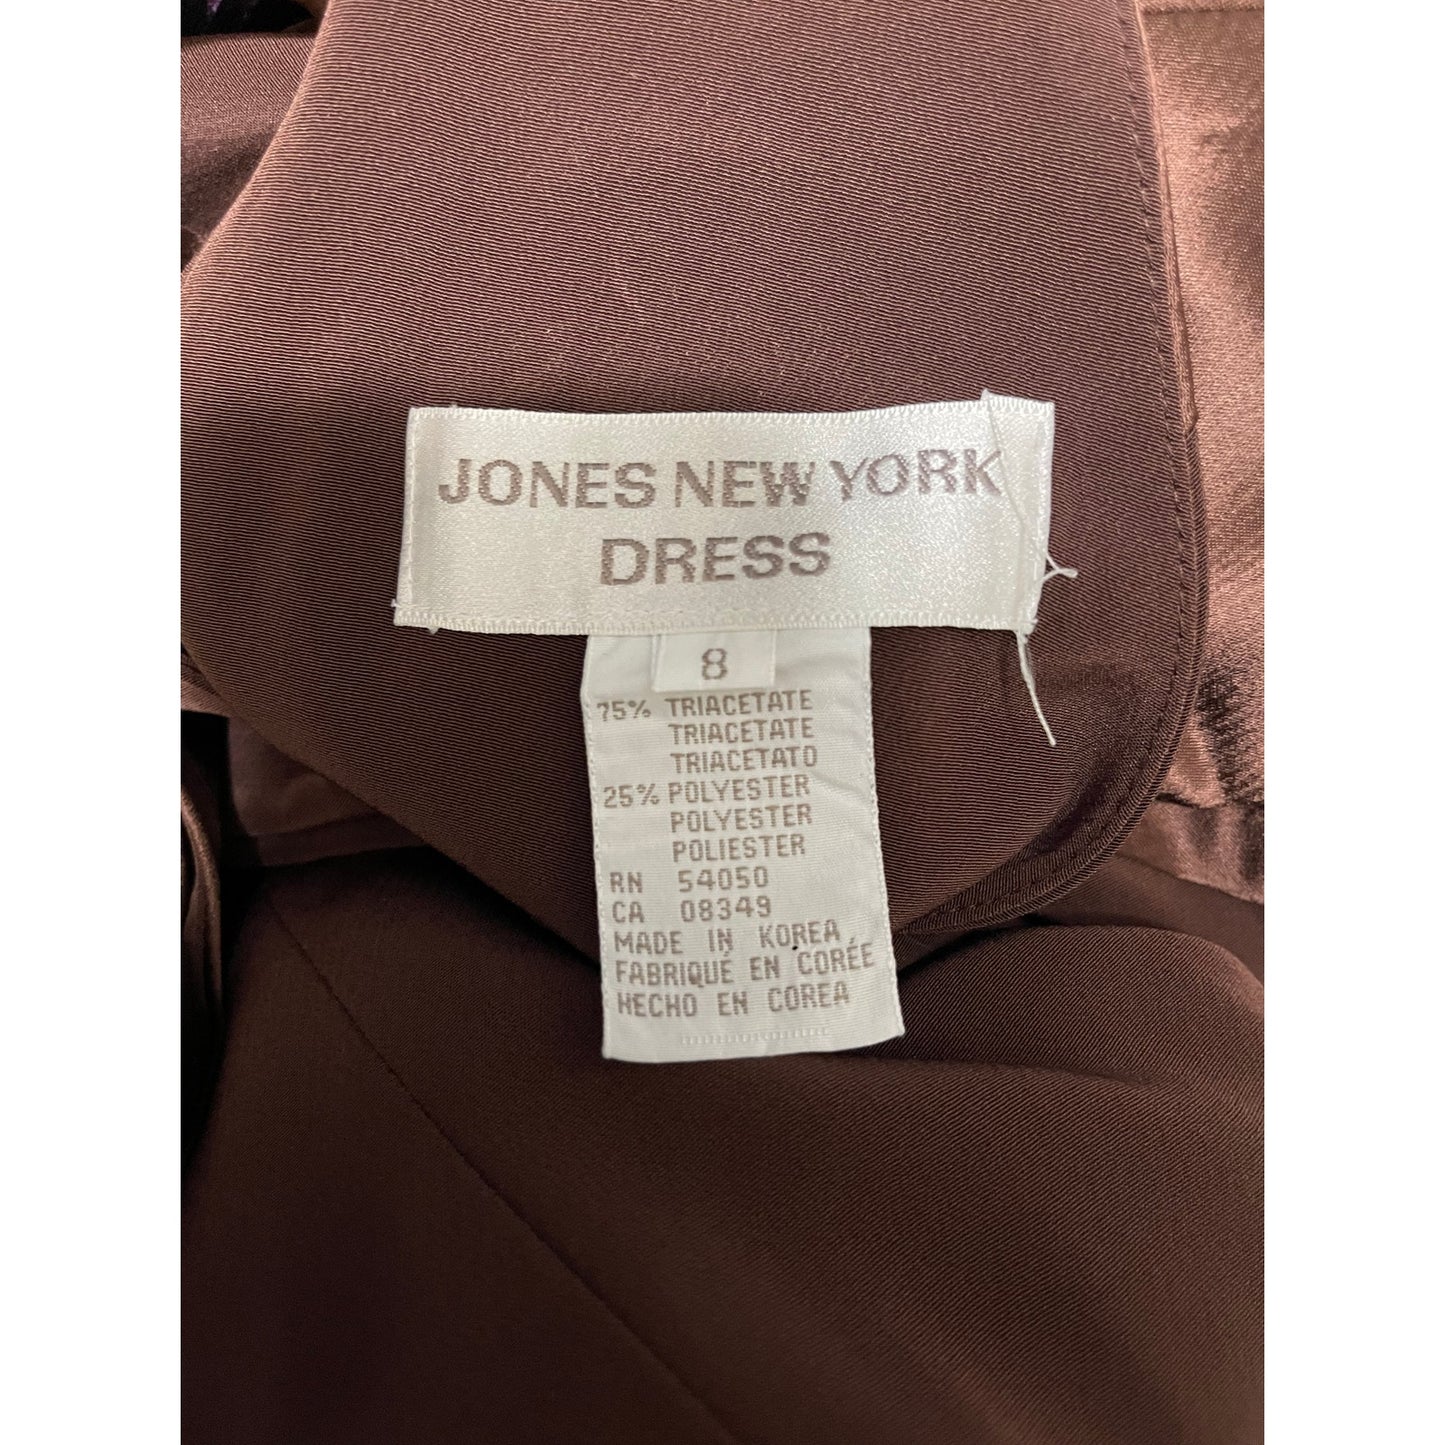 JONES NEW YORK
DRESS
8
75% TRIACETATE
TRIACETATE
TRIACETATO
25% POLYESTER
POLYESTER
POLIESTER
RN 54050
CA 08349
MADE IN KOREA
FABRIQUÉ EN CORÉE
HECHO EN COREA